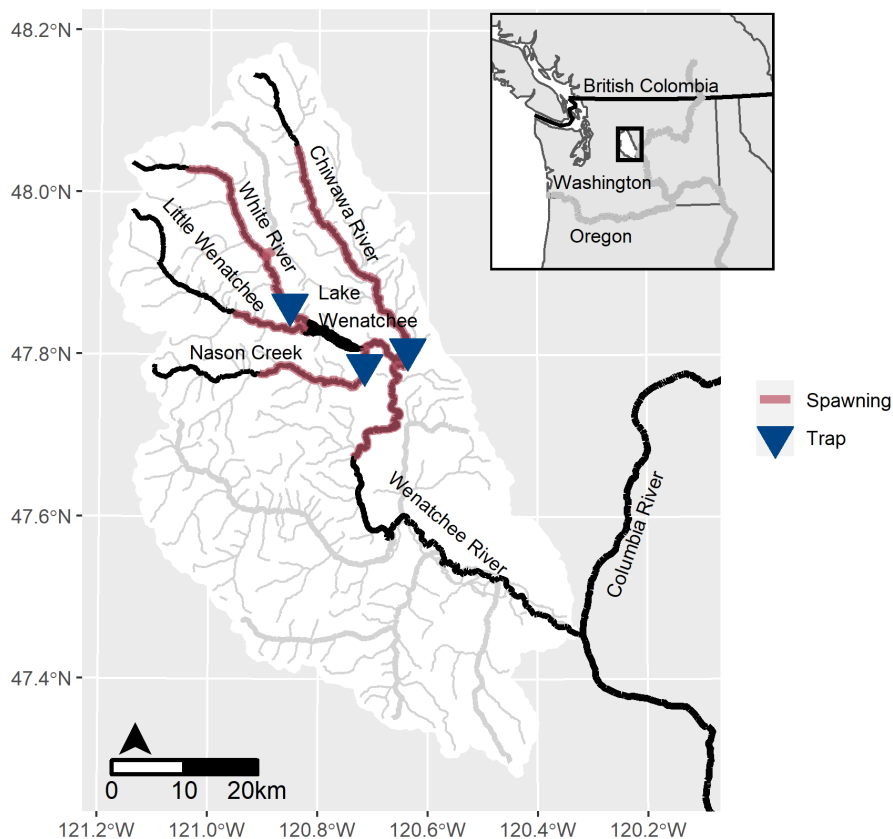 48.2°N
48.0°N
47.8°N
47.6°N
47.4°N
British Colombia
Washington
Oregon
Chiwawa River
White River
Little Wenatchee
Lake
Wenatchee
Nason Creek
Wenatchee River
Columbia River
Spawning
Trap
0 10 20km
121.2°W 121.0°W 120.8°W 120.6°W 120.4°W 120.2°W